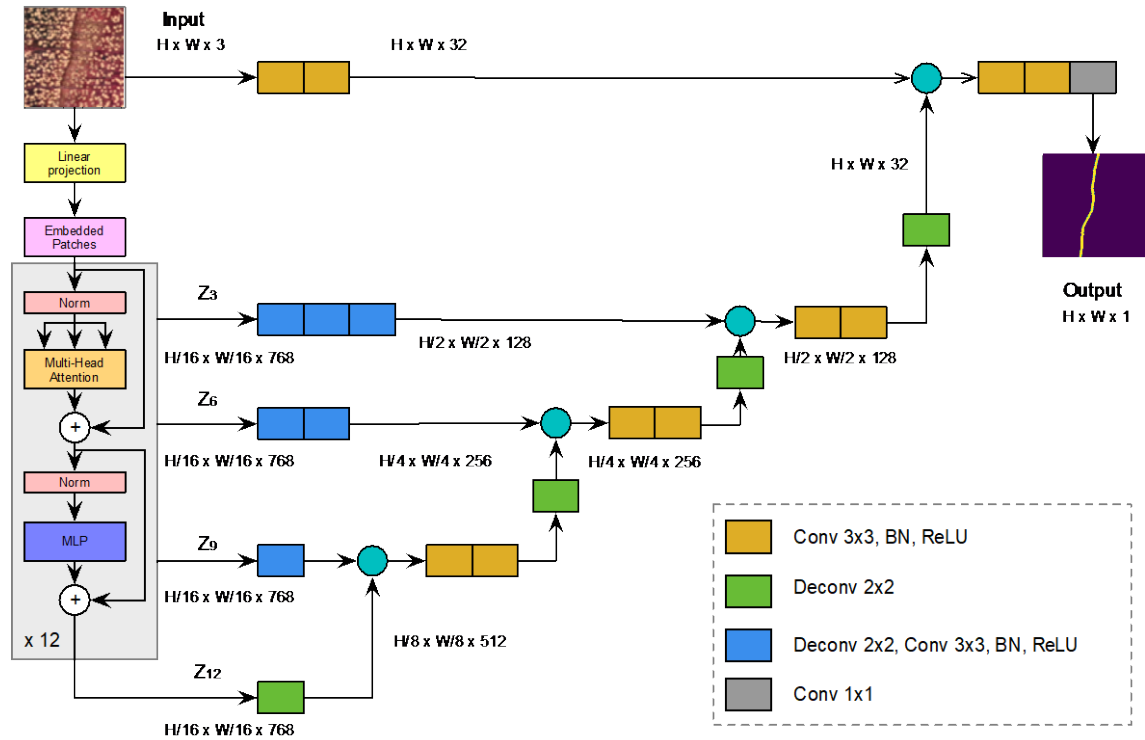 Input
H x W x 3
H x W x 32
Linear
projection
Embedded
Patches
H x W x 32
Output
H x W x 1
Norm
Multi-Head
Attention
+
Norm
MLP
+
x 12
Z3
H/16 x W/16 x 768
H/2 x W/2 x 128
H/2 x W/2 x 128
Z6
H/16 x W/16 x 768
H/4 x W/4 x 256
H/4 x W/4 x 256
Z9
H/16 x W/16 x 768
H/8 x W/8 x 512
Z12
H/16 x W/16 x 768
Conv 3x3, BN, ReLU
Deconv 2x2
Deconv 2x2, Conv 3x3, BN, ReLU
Conv 1x1